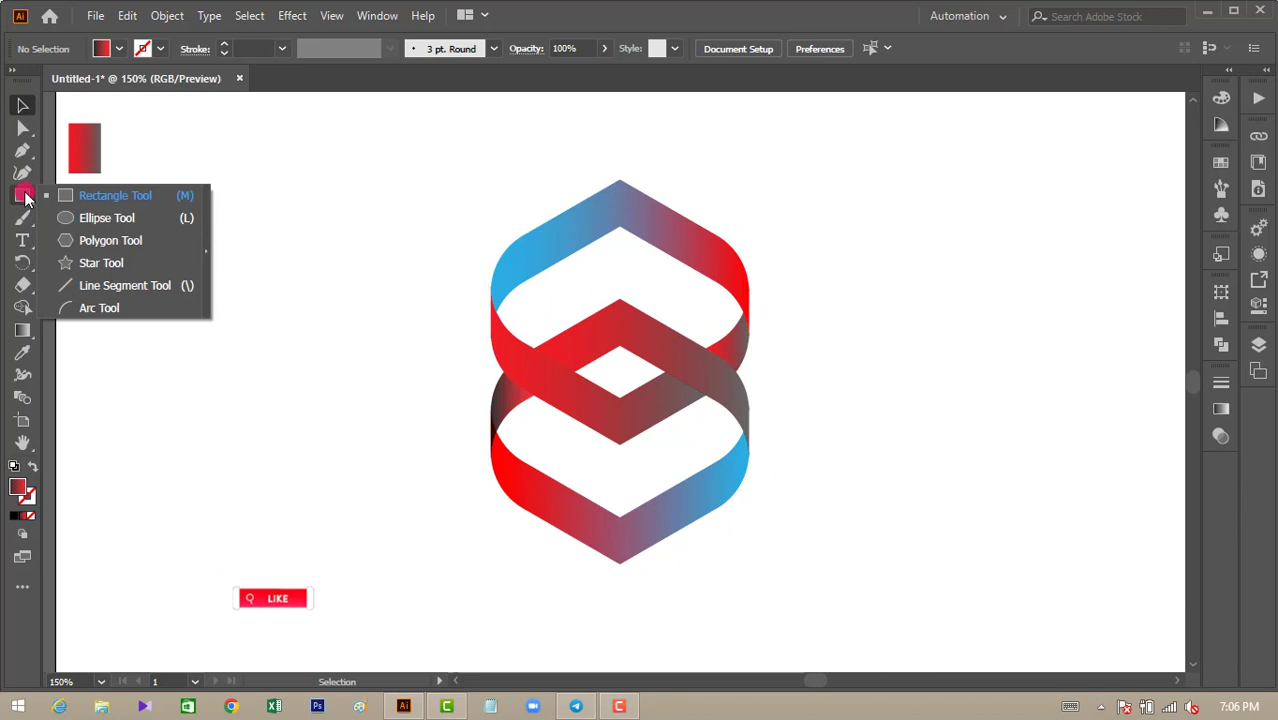 Ai File Edit Object Type Select Effect View Window Help Automation Search Adobe Stock
No Selection Stroke: 3 pt. Round Opacity: 100% Style: Document Setup Preferences
Untitled-1* @ 150% (RGB/Preview) ×
Rectangle Tool (M)
Ellipse Tool (L)
Polygon Tool
Star Tool
Line Segment Tool (\)
Arc Tool
T
LIKE
150% 1 Selection
Ai C Ps C
7:06 PM